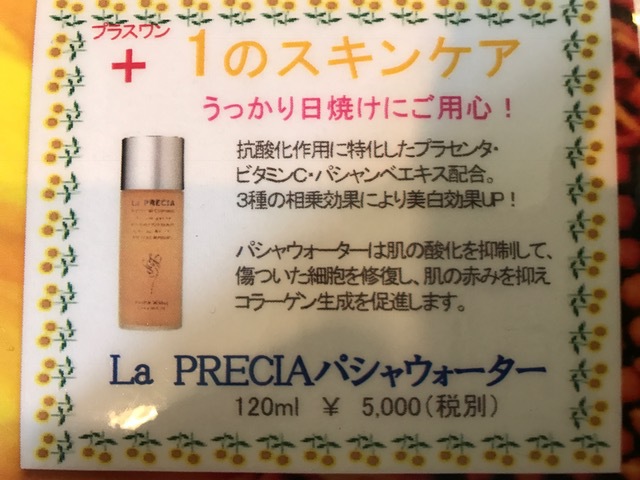 プラスワン
+1のスキンケア
うっかり日焼けにご用心！
抗酸化作用に特化したプラセンタ・
ビタミンC・パシャンベエキス配合。
3種の相乗効果により美白効果UP！
La PRECIA
パシャウォーターは肌の酸化を抑制して、
傷ついた細胞を修復し、肌の赤みを抑え
コラーゲン生成を促進します。
La PRECIAパシャウォーター
120ml ￥ 5,000（税別）